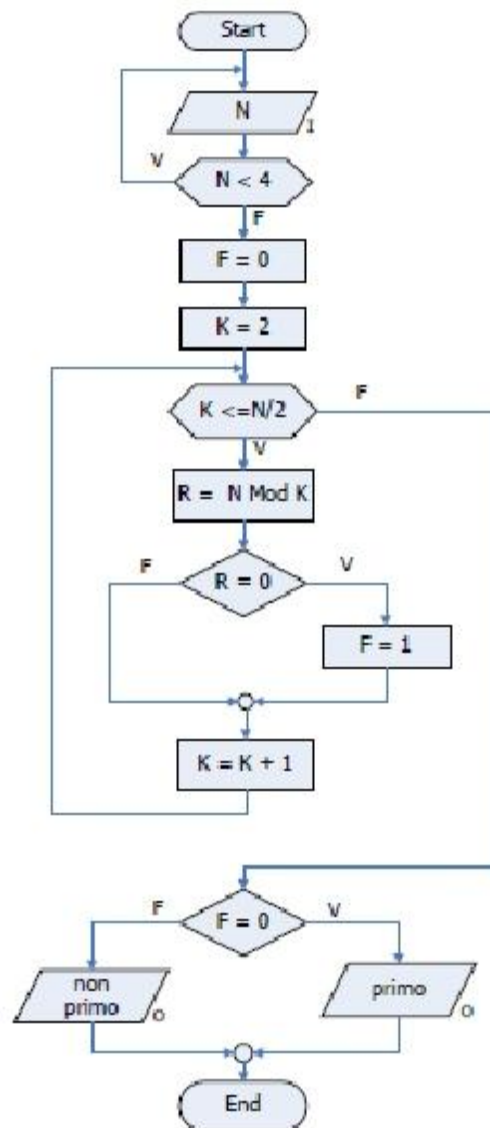 Start
N
I
V
N < 4
F
F = 0
K = 2
K <=N/2
F
V
R = N Mod K
F
R = 0
V
F = 1
K = K + 1
F
F = 0
V
non
primo
O
primo
O
End